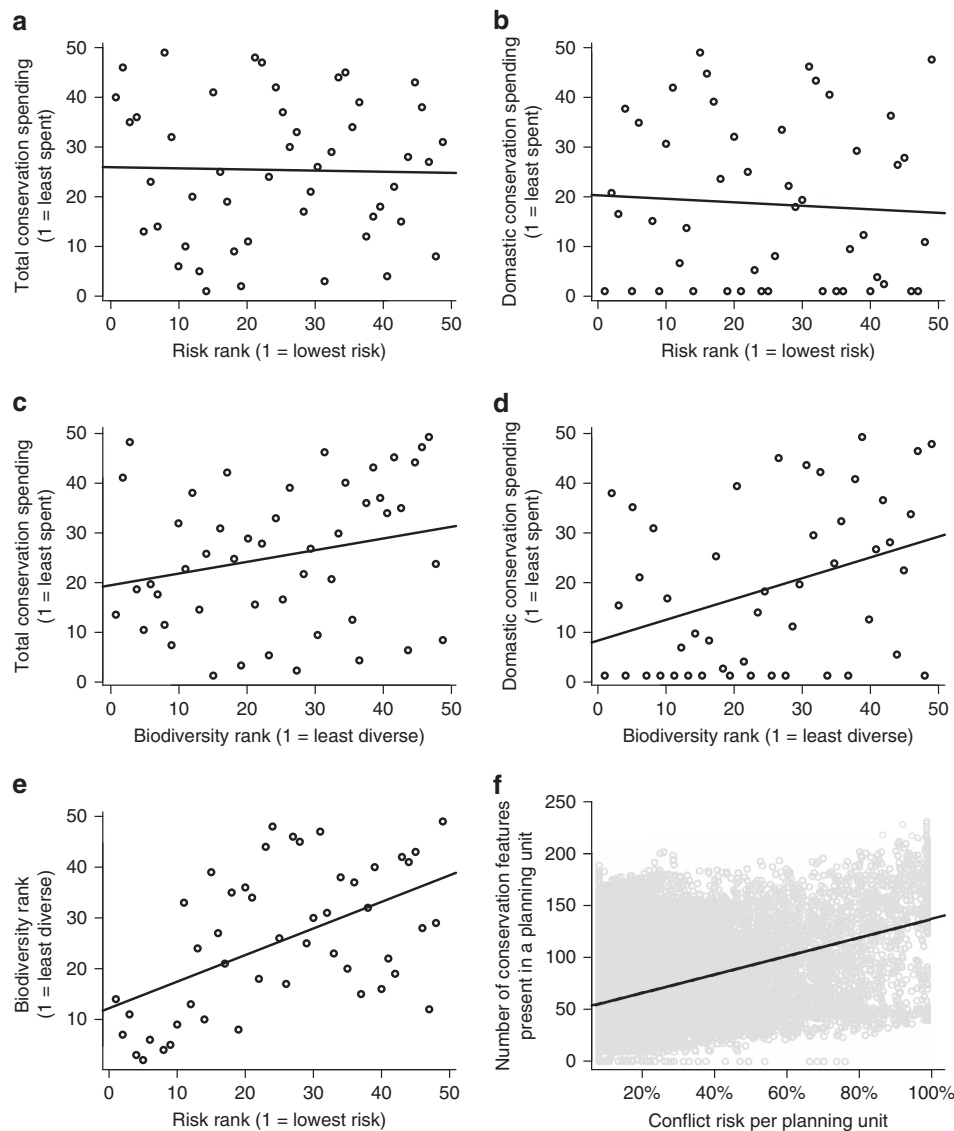 a
Total conservation spending
(1 = least spent)
50
40
30
20
10
0
0 10 20 30 40 50
Risk rank (1 = lowest risk)
b
Domastic conservation spending
(1 = least spent)
50
40
30
20
10
0
0 10 20 30 40 50
Risk rank (1 = lowest risk)
c
Total conservation spending
(1 = least spent)
50
40
30
20
10
0
0 10 20 30 40 50
Biodiversity rank (1 = least diverse)
d
Domastic conservation spending
(1 = least spent)
50
40
30
20
10
0
0 10 20 30 40 50
Biodiversity rank (1 = least diverse)
e
Biodiversity rank
(1 = least diverse)
50
40
30
20
10
0 10 20 30 40 50
Risk rank (1 = lowest risk)
f
Number of conservation features
present in a planning unit
250
200
150
100
50
0
20% 40% 60% 80% 100%
Conflict risk per planning unit